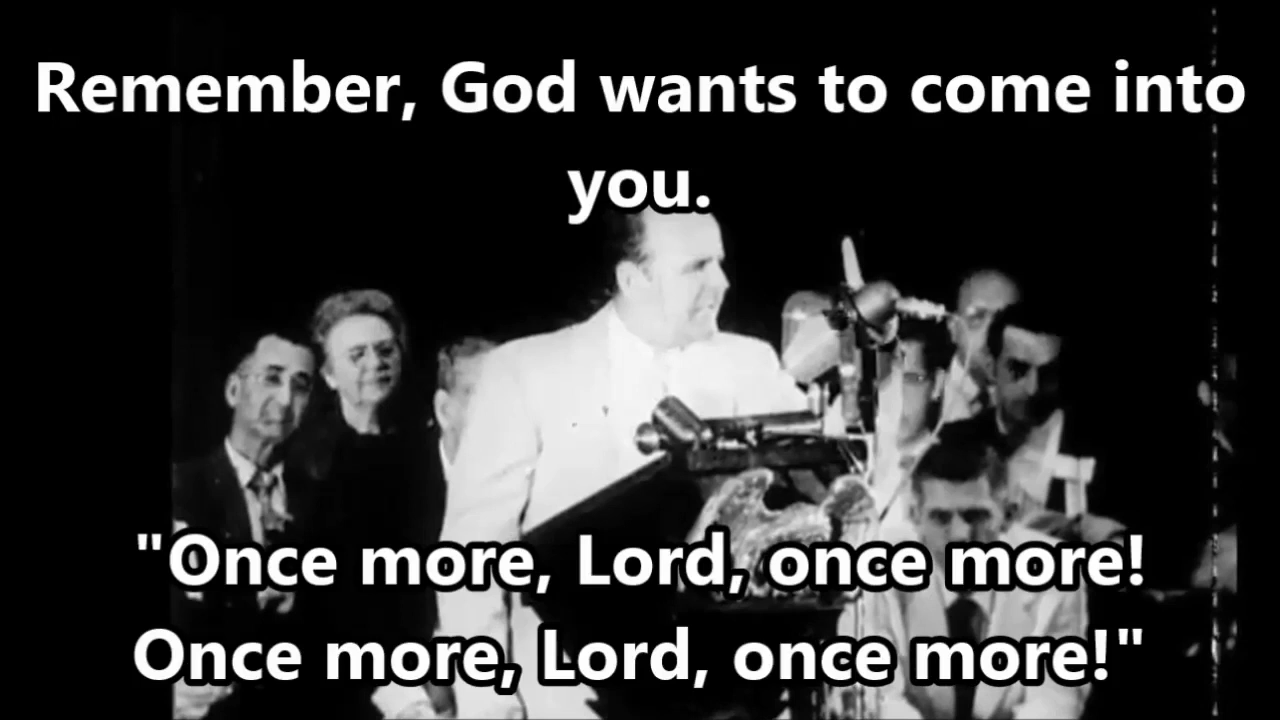 Remember, God wants to come into
you.
"Once more, Lord, once more!
Once more, Lord, once more!"